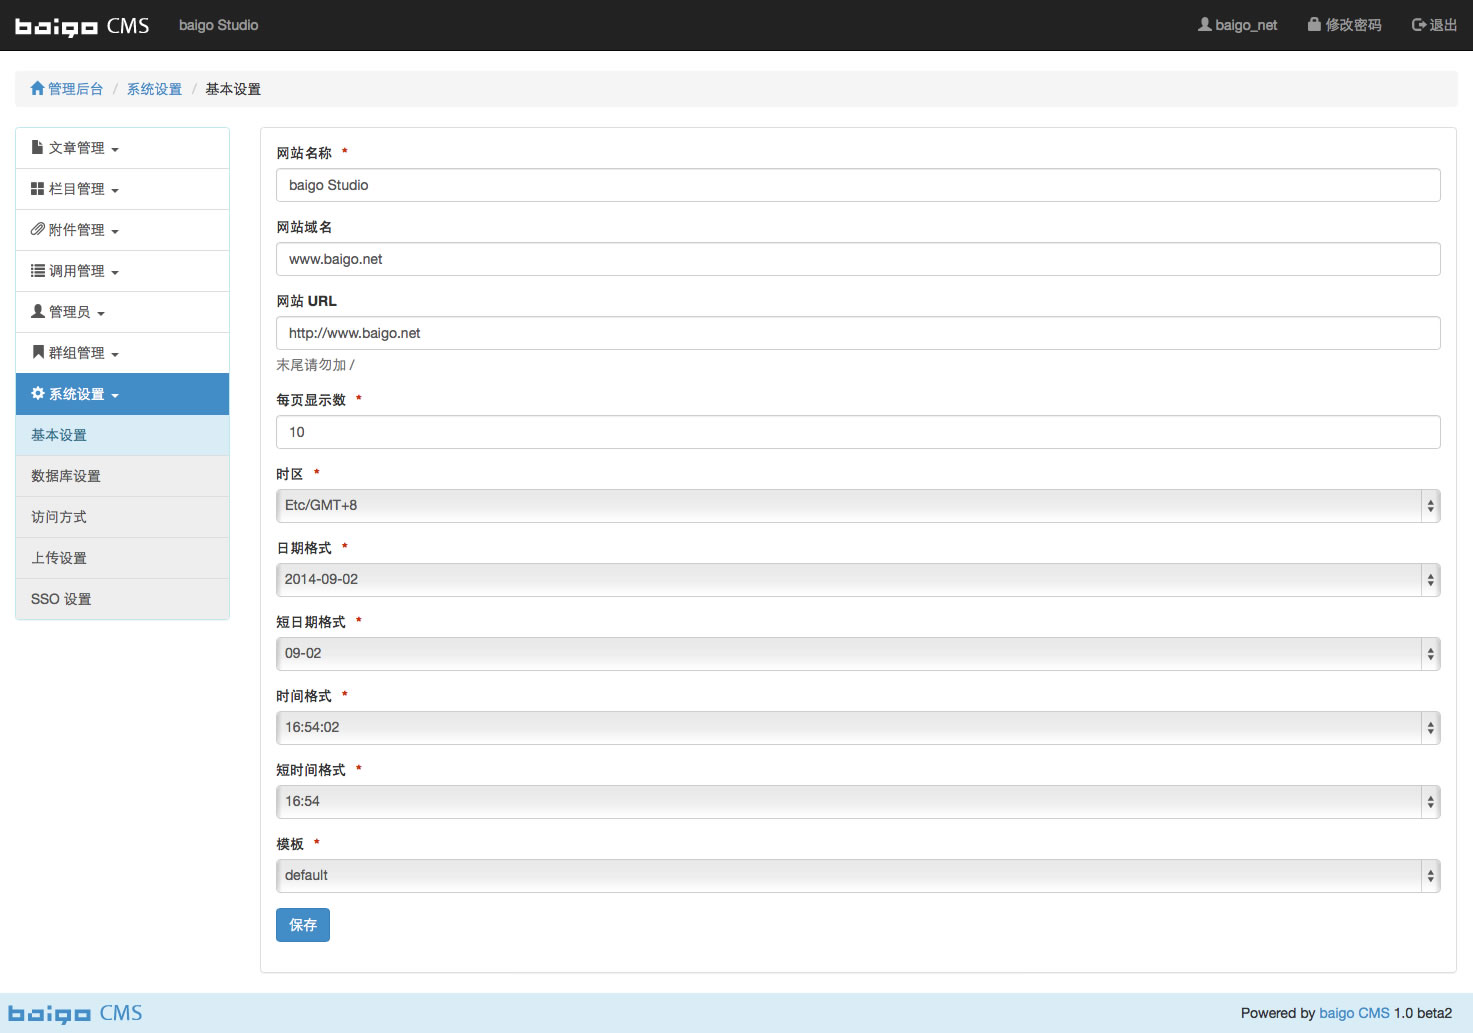 baigo CMS baigo Studio baigo_net 修改密码 退出
管理后台 / 系统设置 / 基本设置
文章管理
栏目管理
附件管理
调用管理
管理员
群组管理
系统设置
基本设置
数据库设置
访问方式
上传设置
SSO 设置
网站名称 *
baigo Studio
网站域名
www.baigo.net
网站 URL
http://www.baigo.net
末尾请勿加 /
每页显示数 *
10
时区 *
Etc/GMT+8
日期格式 *
2014-09-02
短日期格式 *
09-02
时间格式 *
16:54:02
短时间格式 *
16:54
模板 *
default
保存
baigo CMS Powered by baigo CMS 1.0 beta2